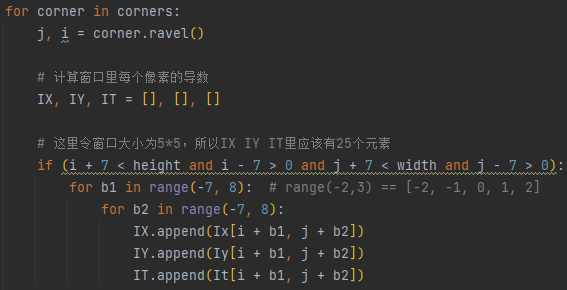 for corner in corners:
j, i = corner.ravel()
# 计算窗口里每个像素的导数
IX, IY, IT = [], [], []
# 这里令窗口大小为5*5，所以IX IY IT里应该有25个元素
if (i + 7 < height and i - 7 > 0 and j + 7 < width and j - 7 > 0):
for b1 in range(-7, 8):  # range(-2,3) == [-2, -1, 0, 1, 2]
for b2 in range(-7, 8):
IX.append(Ix[i + b1, j + b2])
IY.append(Iy[i + b1, j + b2])
IT.append(It[i + b1, j + b2])